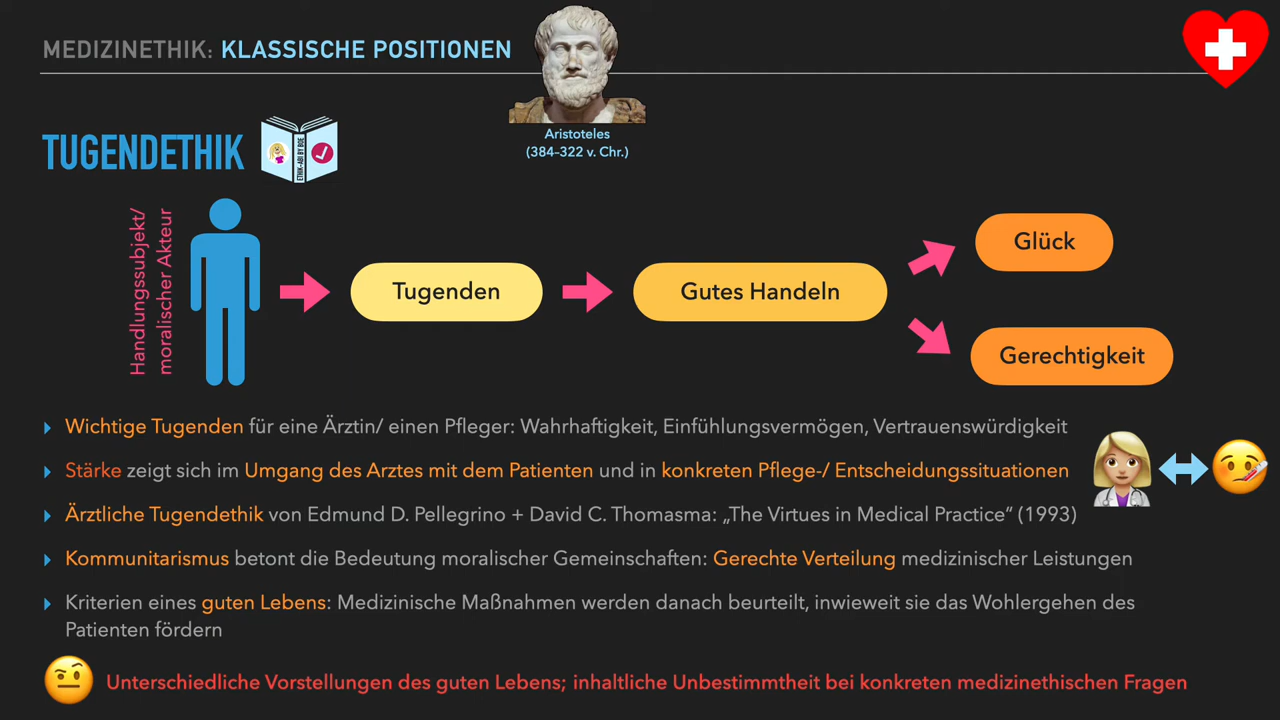 MEDIZINETHIK: KLASSISCHE POSITIONEN
Aristoteles
(384–322 v. Chr.)
TUGENDETHIK
ETHIK-ABI BY BOE
Handlungssubjekt/
moralischer Akteur
Tugenden
Gutes Handeln
Glück
Gerechtigkeit
Wichtige Tugenden für eine Ärztin/ einen Pfleger: Wahrhaftigkeit, Einfühlungsvermögen, Vertrauenswürdigkeit
Stärke zeigt sich im Umgang des Arztes mit dem Patienten und in konkreten Pflege-/ Entscheidungssituationen
Ärztliche Tugendethik von Edmund D. Pellegrino + David C. Thomasma: „The Virtues in Medical Practice“ (1993)
Kommunitarismus betont die Bedeutung moralischer Gemeinschaften: Gerechte Verteilung medizinischer Leistungen
Kriterien eines guten Lebens: Medizinische Maßnahmen werden danach beurteilt, inwieweit sie das Wohlergehen des
Patienten fördern
Unterschiedliche Vorstellungen des guten Lebens; inhaltliche Unbestimmtheit bei konkreten medizinethischen Fragen